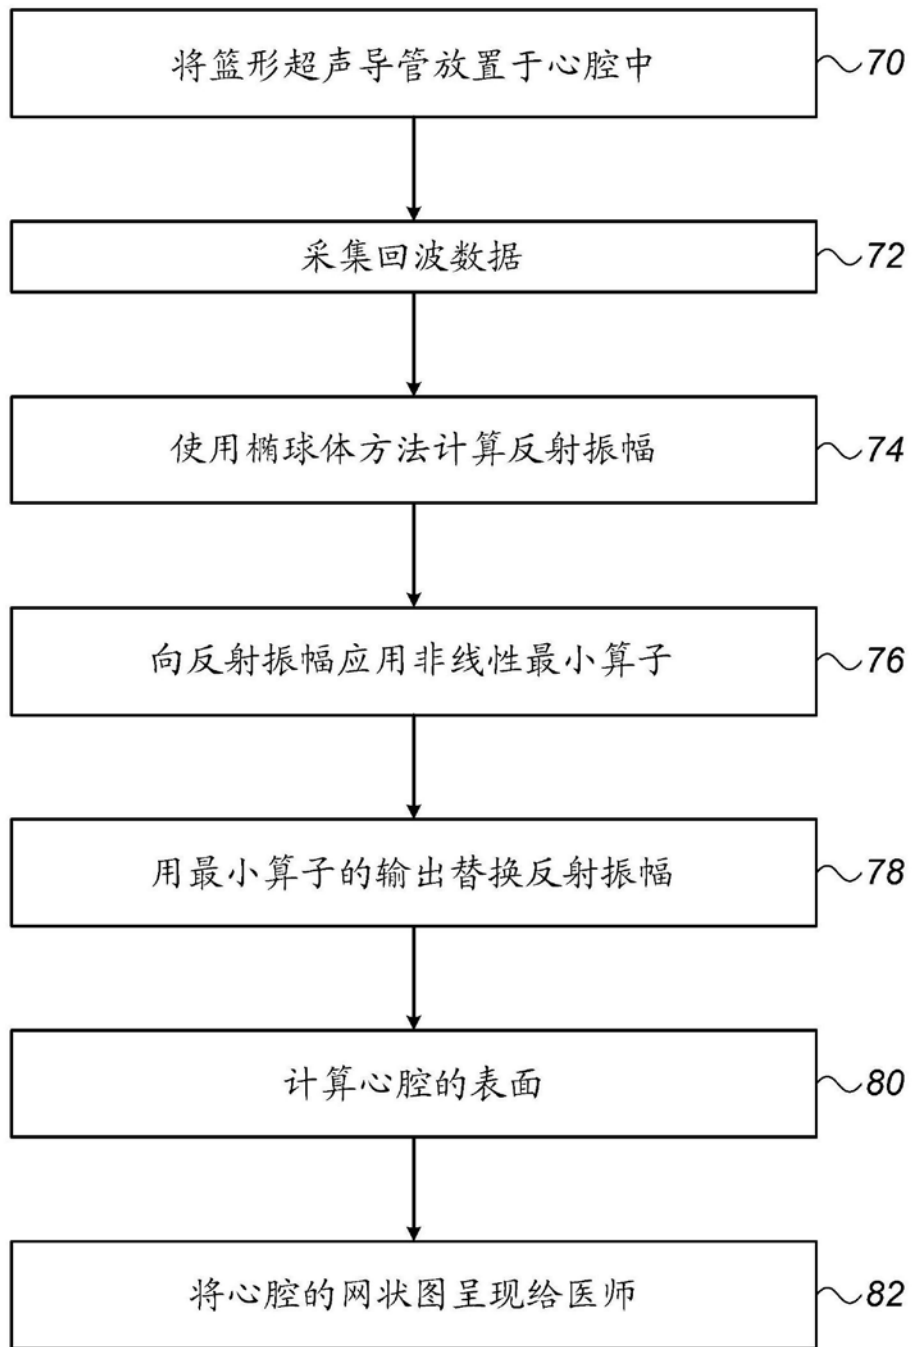 将篮形超声导管放置于心腔中 70
采集回波数据 72
使用椭球体方法计算反射振幅 74
向反射振幅应用非线性最小算子 76
用最小算子的输出替换反射振幅 78
计算心腔的表面 80
将心腔的网状图呈现给医师 82